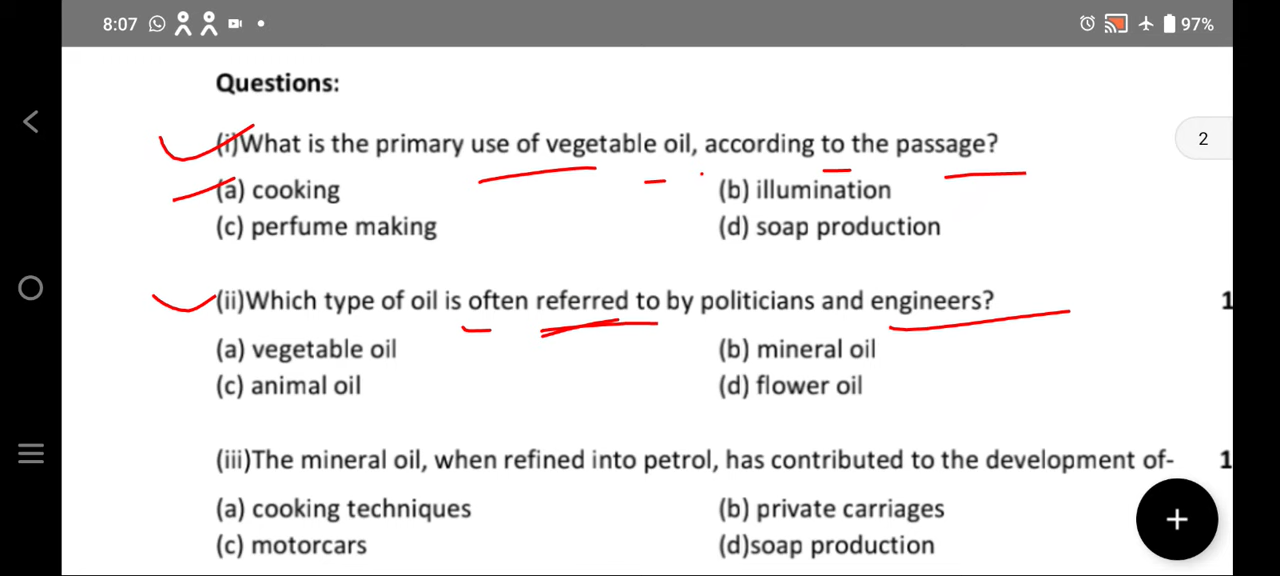 8:07
97%
Questions:
2
(i)What is the primary use of vegetable oil, according to the passage?
(a) cooking (b) illumination
(c) perfume making (d) soap production
(ii)Which type of oil is often referred to by politicians and engineers? 1
(a) vegetable oil (b) mineral oil
(c) animal oil (d) flower oil
(iii)The mineral oil, when refined into petrol, has contributed to the development of- 1
(a) cooking techniques (b) private carriages
(c) motorcars (d)soap production